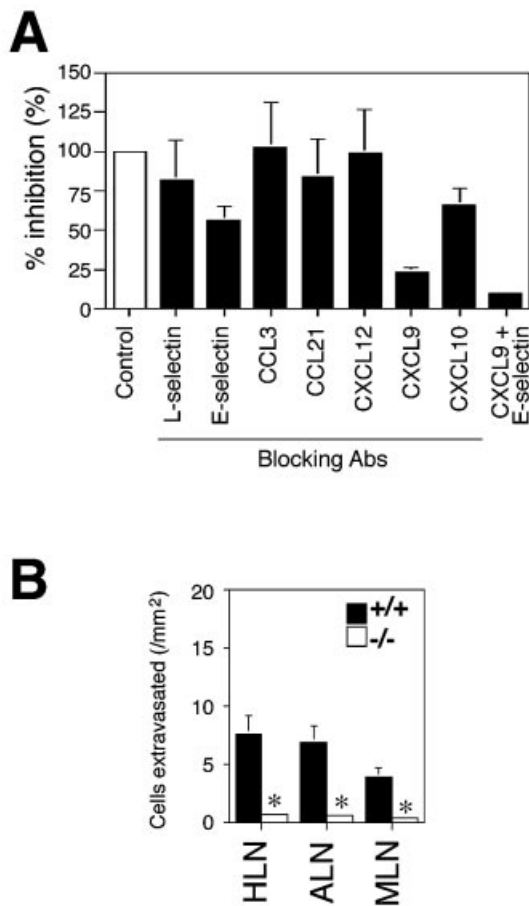 A
% inhibition (%)
150
125
100
75
50
25
0
Control
L-selectin
E-selectin
CCL3
CCL21
CXCL12
CXCL9
CXCL10
CXCL9 +
E-selectin
Blocking Abs
B
Cells extravasated (/mm²)
20
15
10
5
0
+/+
-/-
*
*
*
HLN
ALN
MLN